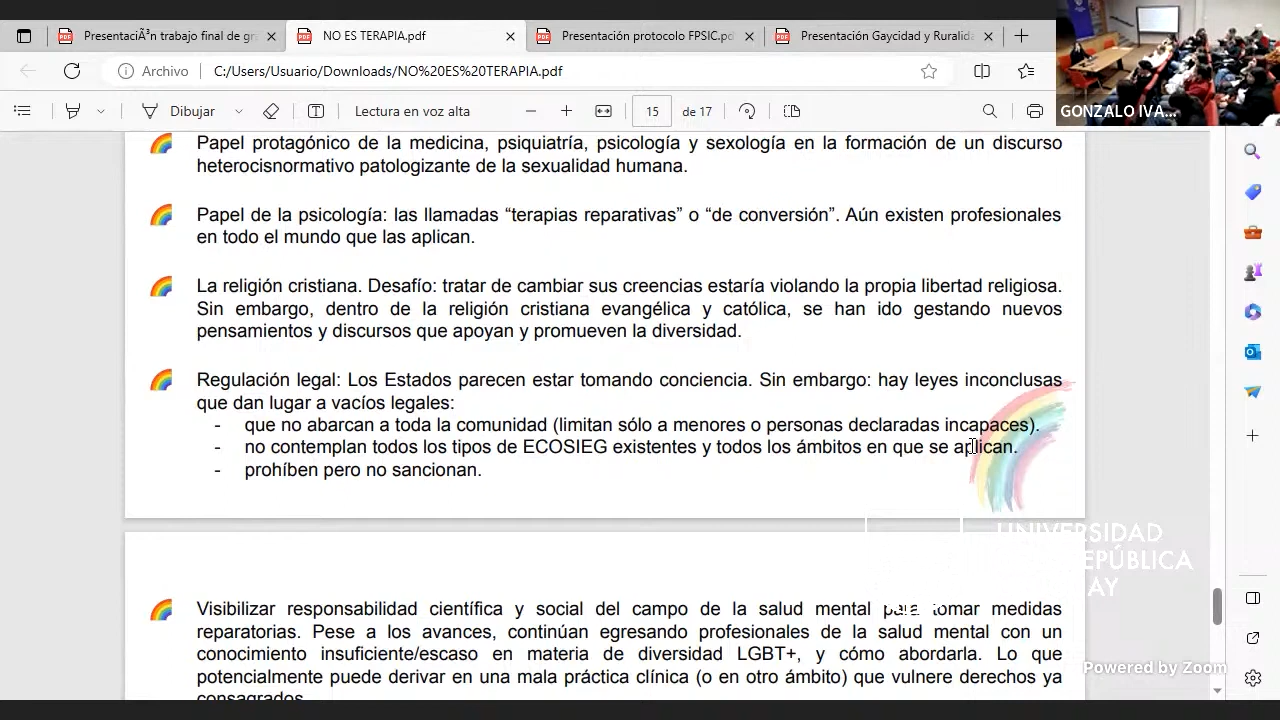 PresentaciÃ³n trabajo final de gr
NO ES TERAPIA.pdf
Presentación protocolo FPSIC.pd
Presentación Gaycidad y Ruralida
Archivo
C:/Users/Usuario/Downloads/NO%20ES%20TERAPIA.pdf
GONZALO IVA...
Dibujar
Lectura en voz alta
15
de 17
Papel protagónico de la medicina, psiquiatría, psicología y sexología en la formación de un discurso
heterocisnormativo patologizante de la sexualidad humana.
Papel de la psicología: las llamadas “terapias reparativas” o “de conversión”. Aún existen profesionales
en todo el mundo que las aplican.
La religión cristiana. Desafío: tratar de cambiar sus creencias estaría violando la propia libertad religiosa.
Sin embargo, dentro de la religión cristiana evangélica y católica, se han ido gestando nuevos
pensamientos y discursos que apoyan y promueven la diversidad.
Regulación legal: Los Estados parecen estar tomando conciencia. Sin embargo: hay leyes inconclusas
que dan lugar a vacíos legales:
- que no abarcan a toda la comunidad (limitan sólo a menores o personas declaradas incapaces).
- no contemplan todos los tipos de ECOSIEG existentes y todos los ámbitos en que se aplican.
- prohíben pero no sancionan.
UNIVERSIDAD
EPÚBLICA
AY
Visibilizar responsabilidad científica y social del campo de la salud mental para tomar medidas
reparatorias. Pese a los avances, continúan egresando profesionales de la salud mental con un
conocimiento insuficiente/escaso en materia de diversidad LGBT+, y cómo abordarla. Lo que
potencialmente puede derivar en una mala práctica clínica (o en otro ámbito) que vulnere derechos ya
consagrados
Powered by Zoom